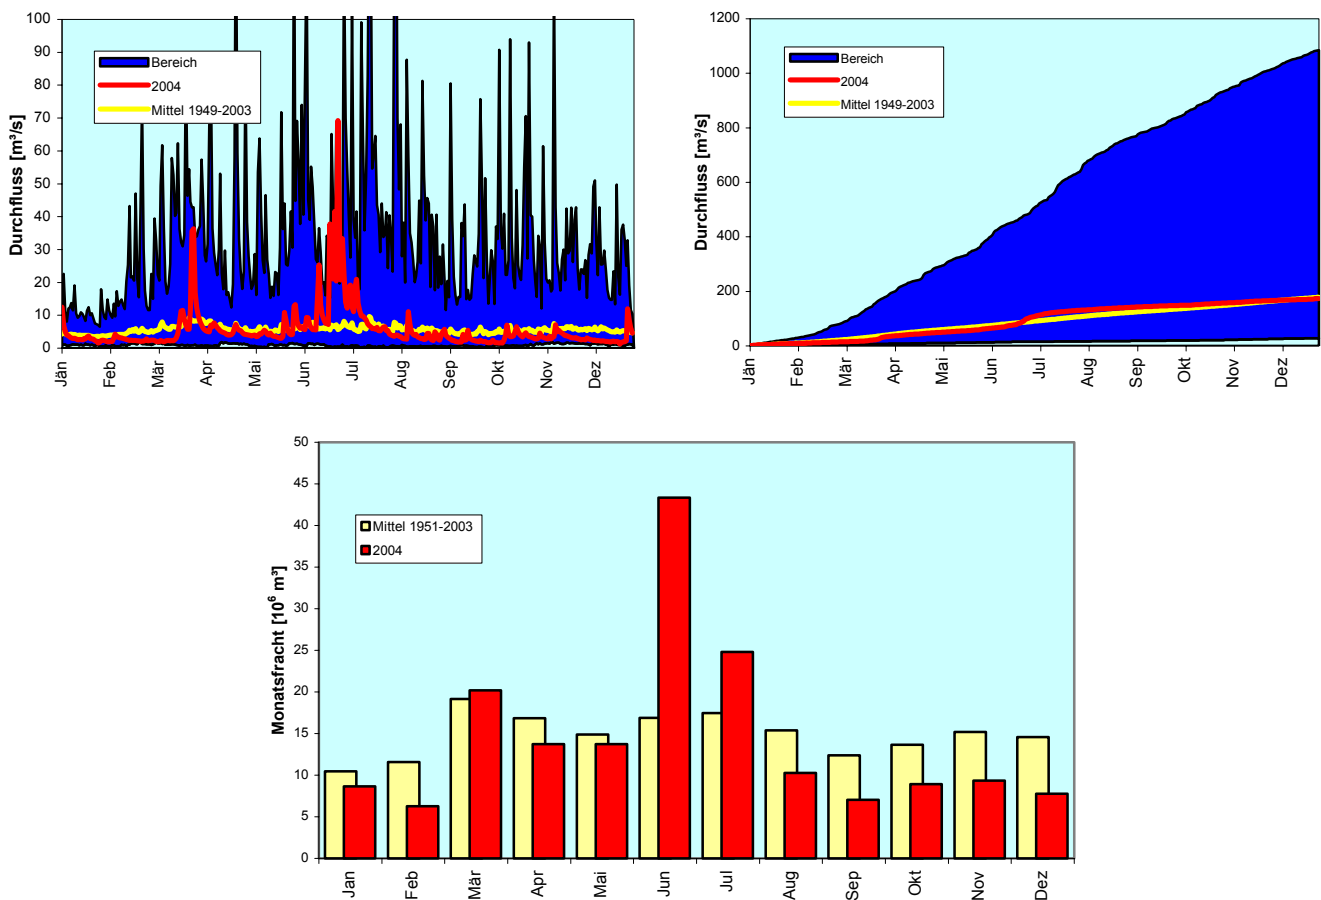 100
90
80
70
60
50
40
30
20
10
0
Durchfluss [m³/s]
Bereich
2004
Mittel 1949-2003
Jän
Feb
Mär
Apr
Mai
Jun
Jul
Aug
Sep
Okt
Nov
Dez
1200
1000
800
600
400
200
0
Durchfluss [m³/s]
Bereich
2004
Mittel 1949-2003
Jän
Feb
Mär
Apr
Mai
Jun
Jul
Aug
Sep
Okt
Nov
Dez
50
45
40
35
30
25
20
15
10
5
0
Monatsfracht [10⁶ m³]
Mittel 1951-2003
2004
Jan
Feb
Mär
Apr
Mai
Jun
Jul
Aug
Sep
Okt
Nov
Dez